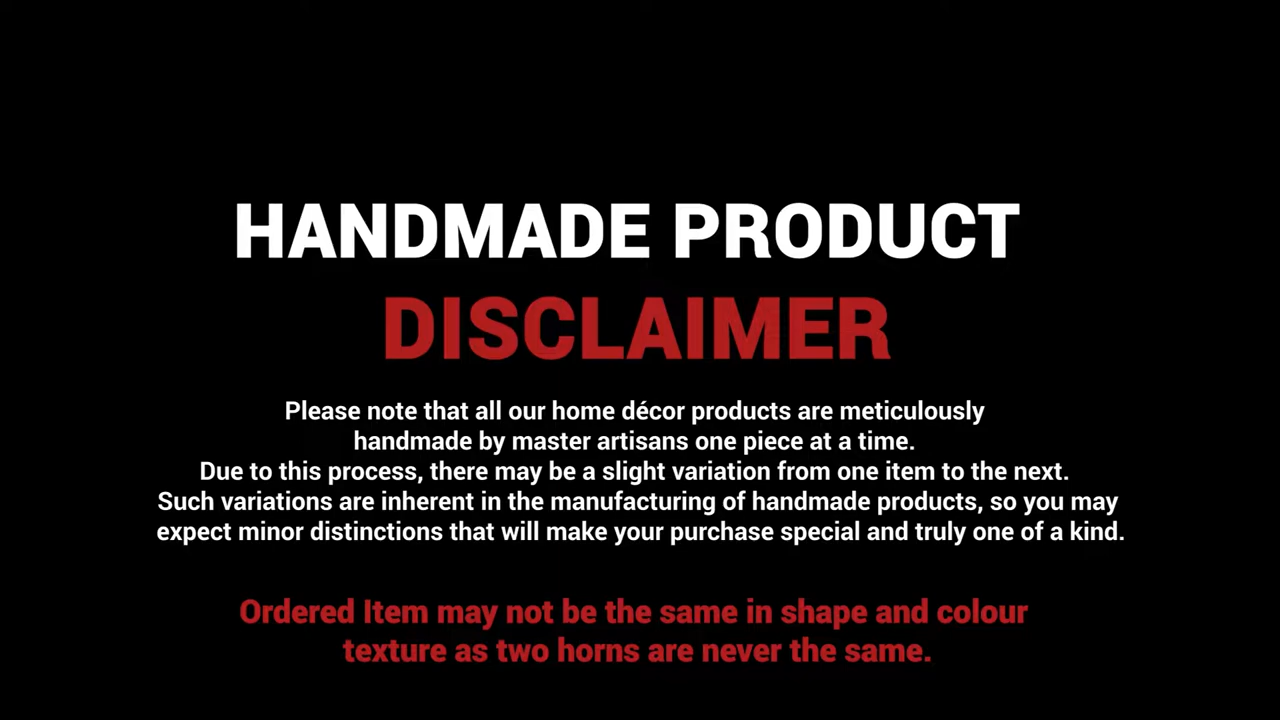 HANDMADE PRODUCT
DISCLAIMER
Please note that all our home décor products are meticulously
handmade by master artisans one piece at a time.
Due to this process, there may be a slight variation from one item to the next.
Such variations are inherent in the manufacturing of handmade products, so you may
expect minor distinctions that will make your purchase special and truly one of a kind.
Ordered Item may not be the same in shape and colour
texture as two horns are never the same.